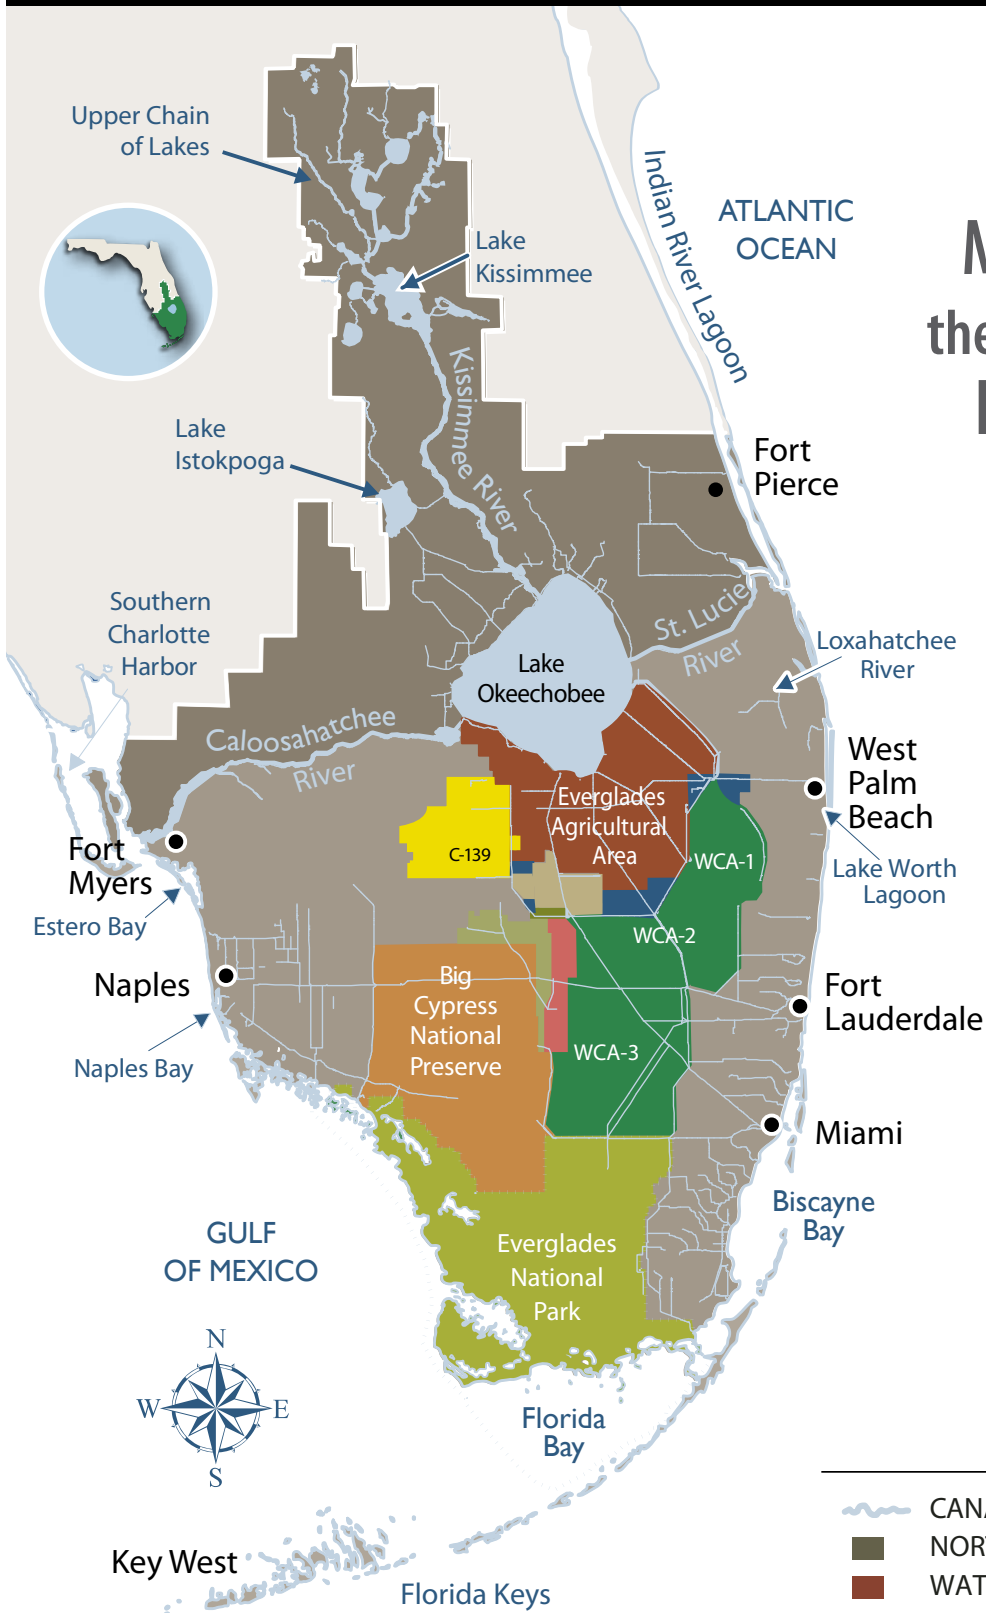 Upper Chain
of Lakes
Indian River Lagoon
ATLANTIC
OCEAN
Lake
Kissimmee
the
Kissimmee River
Lake
Istokpoga
Fort
Pierce
Southern
Charlotte
Harbor
St. Lucie
River
Loxahatchee
River
Lake
Okeechobee
Caloosahatchee
River
West
Palm
Beach
Everglades
Agricultural
Area
C-139
WCA-1
Fort
Myers
Lake Worth
Lagoon
Estero Bay
WCA-2
Naples
Big
Cypress
National
Preserve
Fort
Lauderdale
WCA-3
Naples Bay
Miami
Biscayne
Bay
GULF
OF MEXICO
Everglades
National
Park
N
W
E
S
Florida
Bay
CANA
NORT
WAT
Key West
Florida Keys